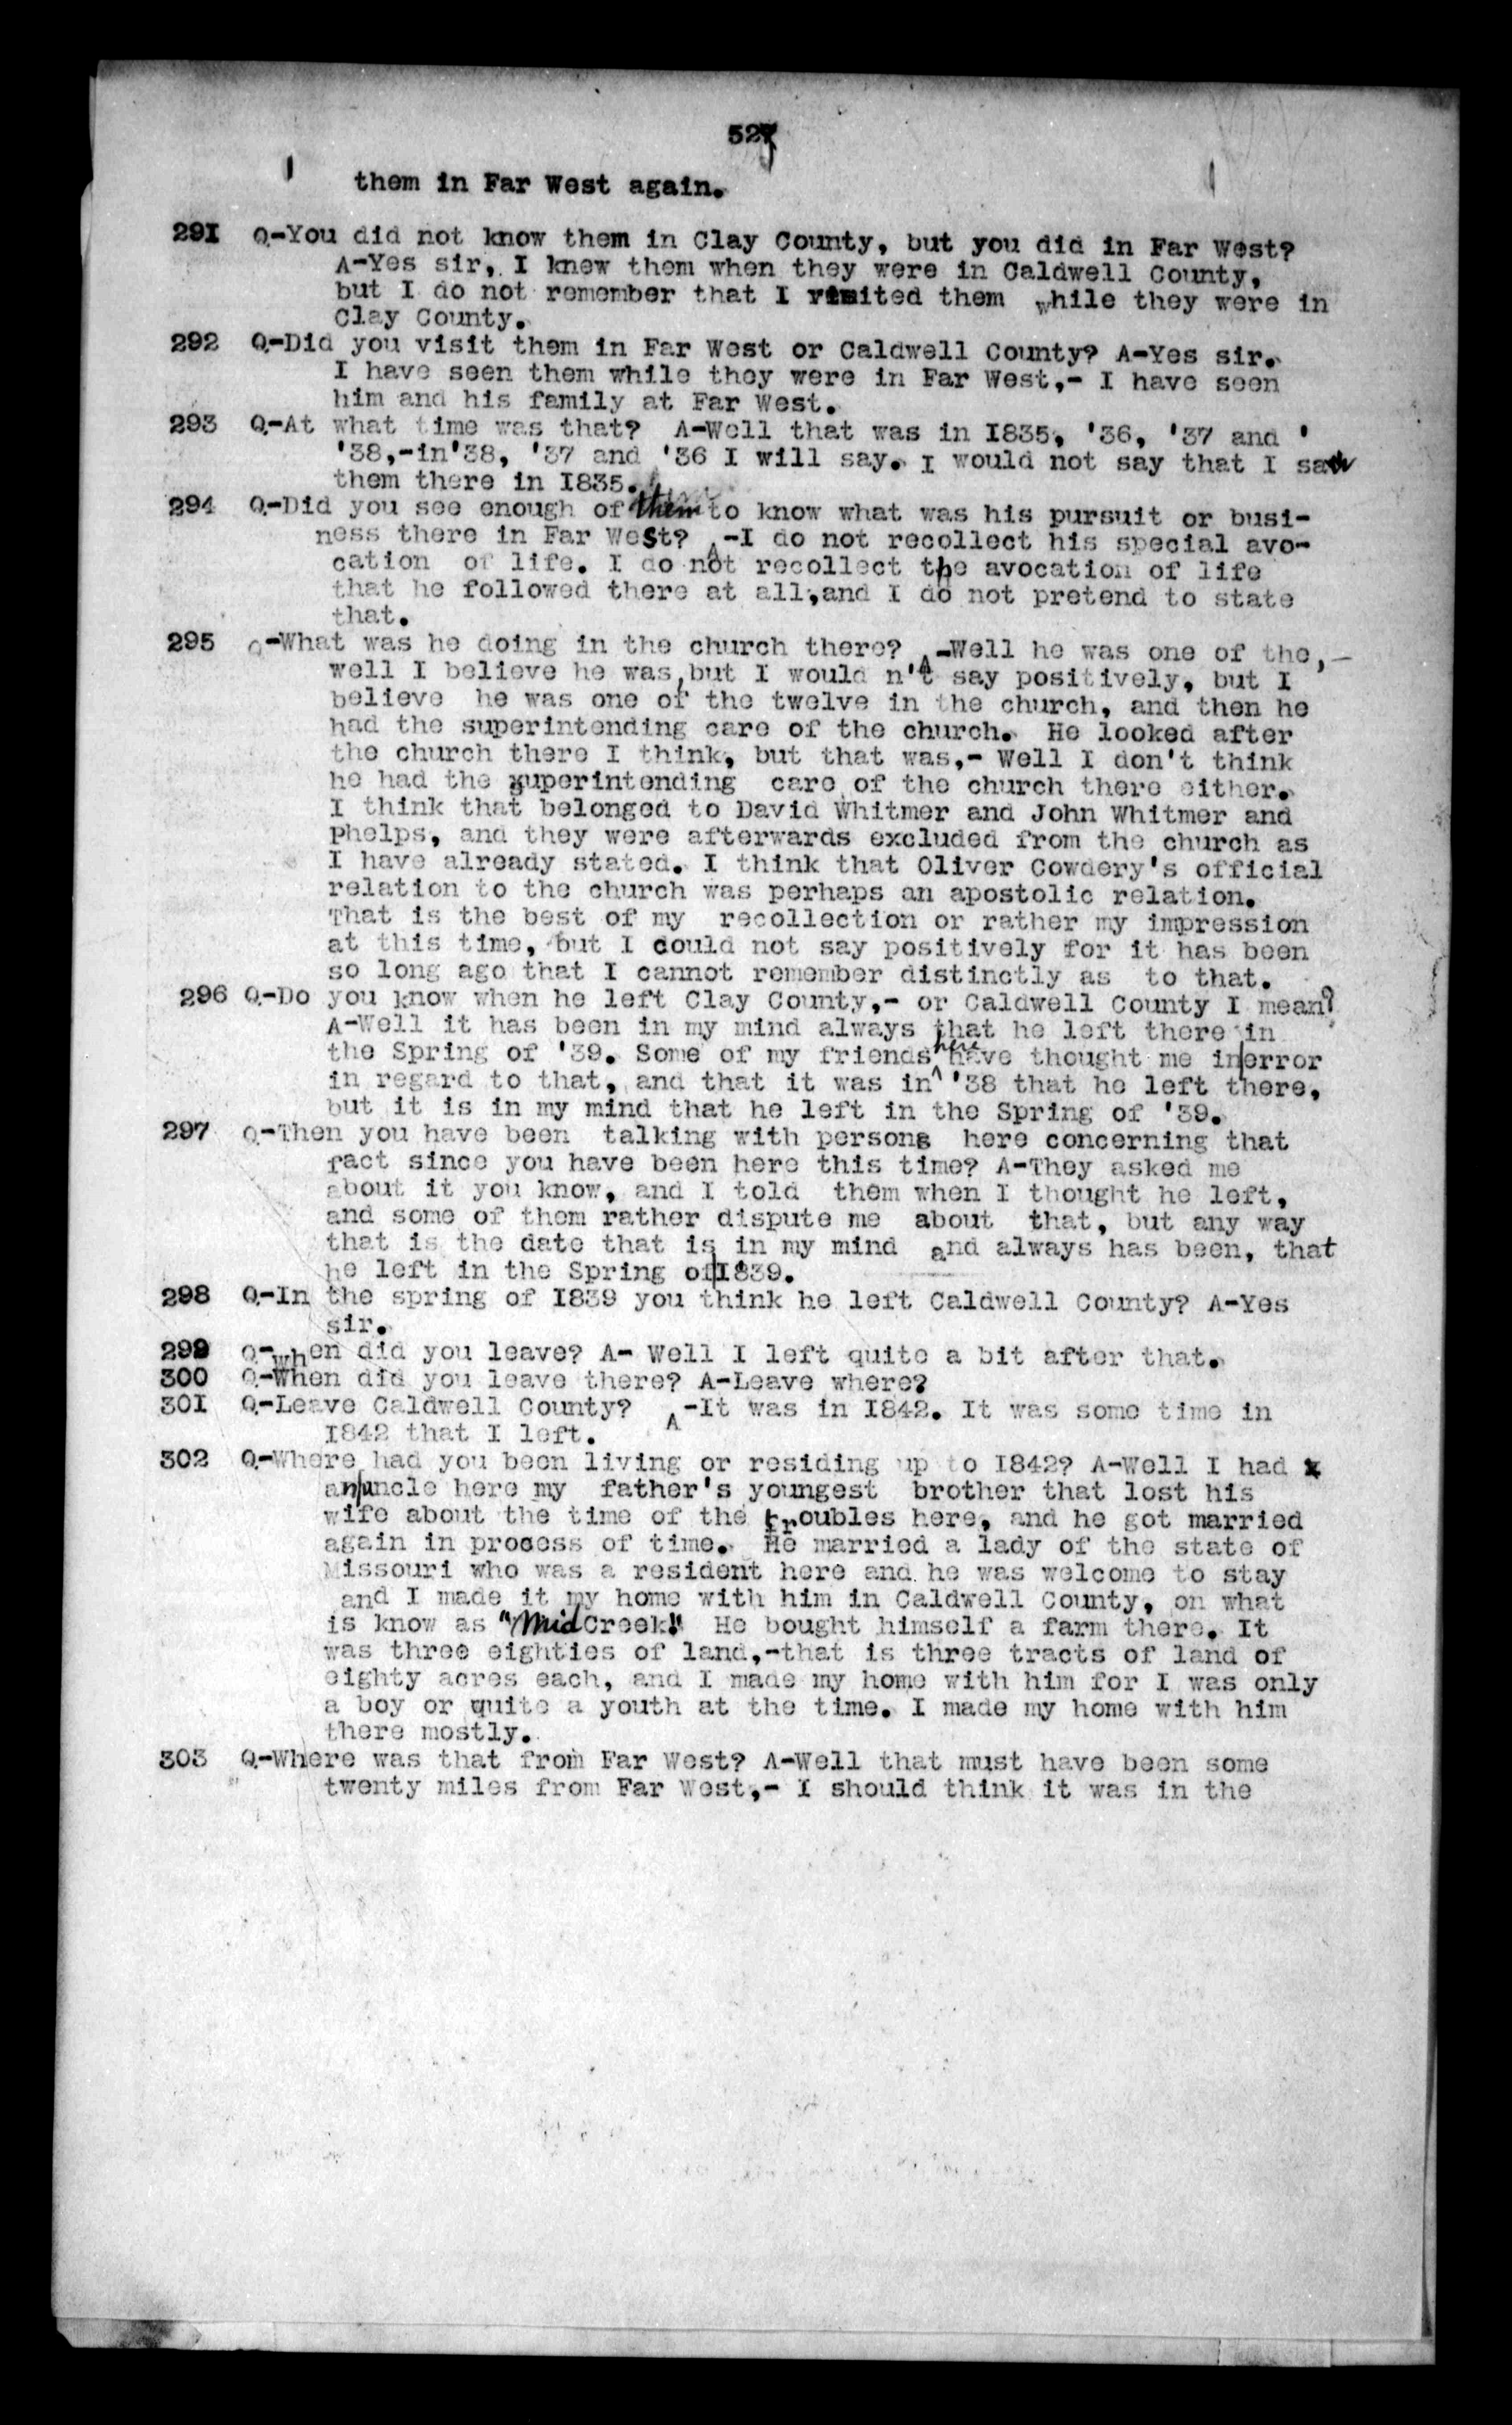 527
them in Far West again.
291 Q-You did not know them in Clay County, but you did in Far West?
A-Yes sir, I knew them when they were in Caldwell County,
but I do not remember that I visited them while they were in
Clay County.
292 Q-Did you visit them in Far West or Caldwell County? A-Yes sir.
I have seen them while they were in Far West,- I have seen
him and his family at Far West.
293 Q-At what time was that? A-Well that was in 1835, '36, '37 and '
'38,-in'38, '37 and '36 I will say. I would not say that I saw
them there in 1835.
294 Q-Did you see enough of them to know what was his pursuit or busi-
ness there in Far West? A-I do not recollect his special avo-
cation of life. I do not recollect the avocation of life
that he followed there at all,and I do not pretend to state
that.
295 Q-What was he doing in the church there? A-Well he was one of the,-
well I believe he was,but I would n't say positively, but I
believe he was one of the twelve in the church, and then he
had the superintending care of the church. He looked after
the church there I think, but that was,- Well I don't think
he had the superintending care of the church there either.
I think that belonged to David Whitmer and John Whitmer and
Phelps, and they were afterwards excluded from the church as
I have already stated. I think that Oliver Cowdery's official
relation to the church was perhaps an apostolic relation.
That is the best of my recollection or rather my impression
at this time, but I could not say positively for it has been
so long ago that I cannot remember distinctly as to that.
296 Q-Do you know when he left Clay County,- or Caldwell County I mean?
A-Well it has been in my mind always that he left there in
the Spring of '39. Some of my friends here have thought me in error
in regard to that, and that it was in '38 that he left there,
but it is in my mind that he left in the Spring of '39.
297 Q-Then you have been talking with persons here concerning that
fact since you have been here this time? A-They asked me
about it you know, and I told them when I thought he left,
and some of them rather dispute me about that, but any way
that is the date that is in my mind and always has been, that
he left in the Spring of 1839.
298 Q-In the spring of 1839 you think he left Caldwell County? A-Yes
sir.
299 Q-When did you leave? A- Well I left quite a bit after that.
300 Q-When did you leave there? A-Leave where?
301 Q-Leave Caldwell County? A-It was in 1842. It was some time in
1842 that I left.
302 Q-Where had you been living or residing up to 1842? A-Well I had
an uncle here my father's youngest brother that lost his
wife about the time of the troubles here, and he got married
again in process of time. He married a lady of the state of
Missouri who was a resident here and he was welcome to stay
and I made it my home with him in Caldwell County, on what
is know as "Mud Creek!" He bought himself a farm there. It
was three eighties of land,-that is three tracts of land of
eighty acres each, and I made my home with him for I was only
a boy or quite a youth at the time. I made my home with him
there mostly.
303 Q-Where was that from Far West? A-Well that must have been some
twenty miles from Far West,- I should think it was in the